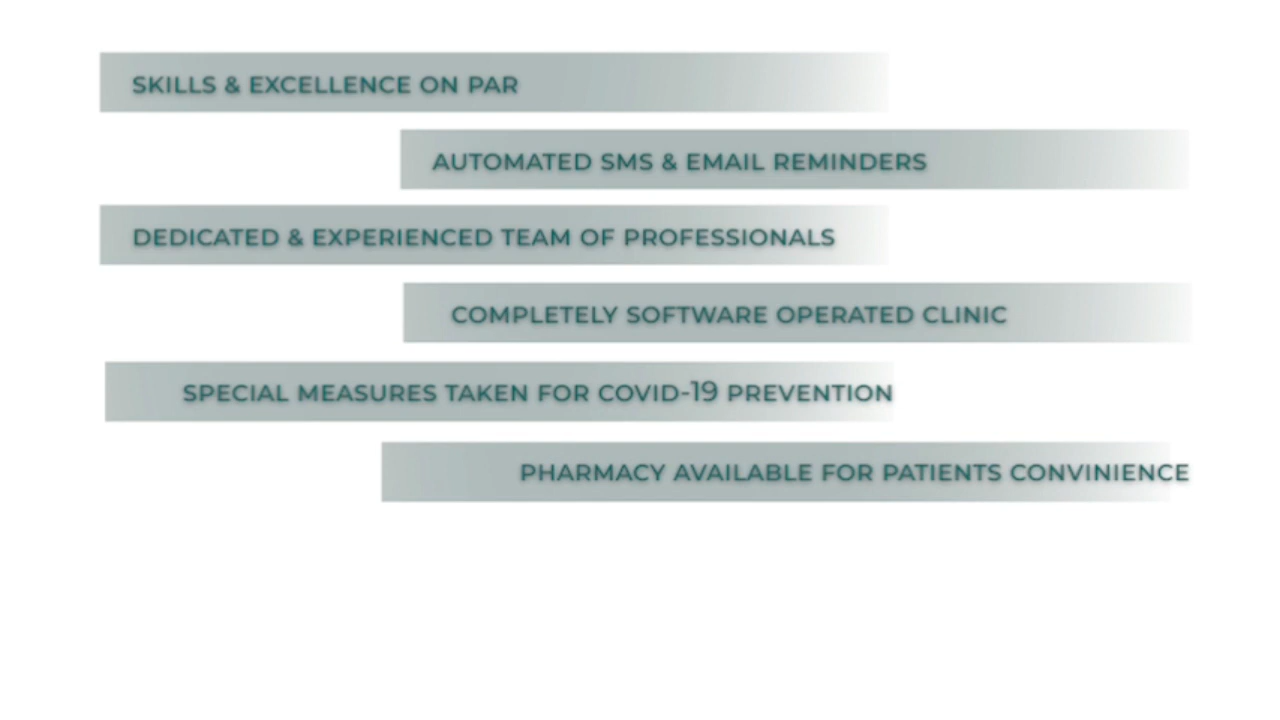 SKILLS & EXCELLENCE ON PAR
AUTOMATED SMS & EMAIL REMINDERS
DEDICATED & EXPERIENCED TEAM OF PROFESSIONALS
COMPLETELY SOFTWARE OPERATED CLINIC
SPECIAL MEASURES TAKEN FOR COVID-19 PREVENTION
PHARMACY AVAILABLE FOR PATIENTS CONVINIENCE